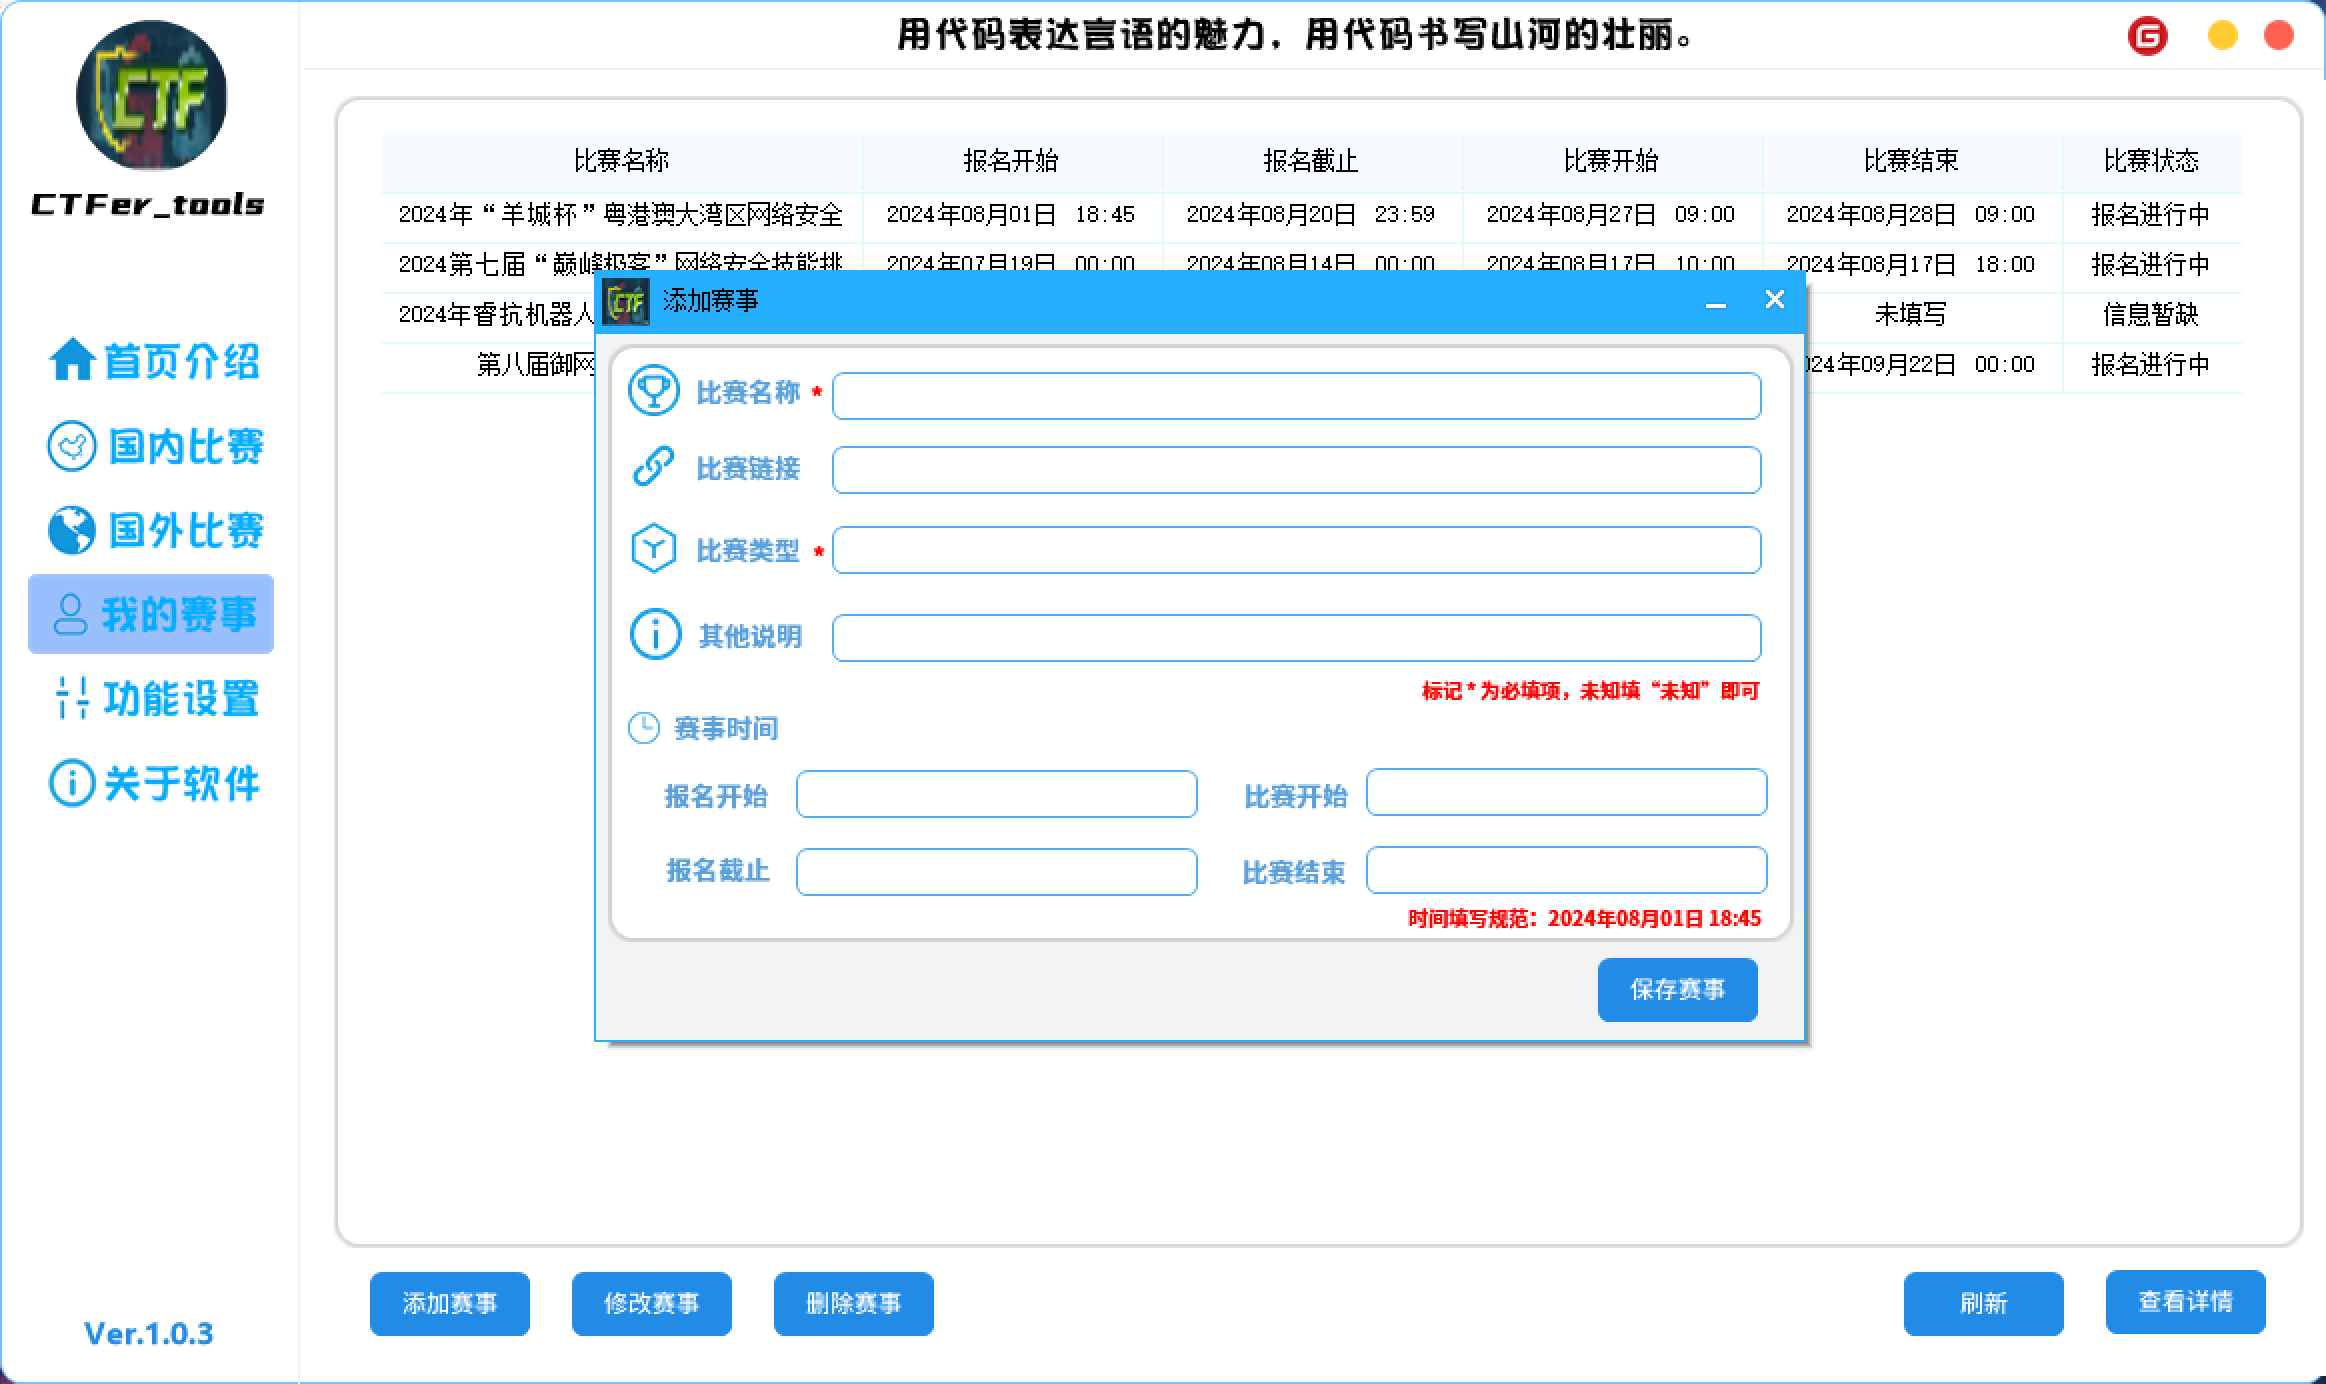 用代码表达言语的魅力，用代码书写山河的壮丽。
CTF
CTFer_tools
首页介绍
国内比赛
国外比赛
我的赛事
功能设置
关于软件
Ver.1.0.3
比赛名称 报名开始 报名截止 比赛开始 比赛结束 比赛状态
2024年“羊城杯”粤港澳大湾区网络安全 2024年08月01日 18:45 2024年08月20日 23:59 2024年08月27日 09:00 2024年08月28日 09:00 报名进行中
2024第七届“巅峰极客”网络安全技能挑 2024年07月19日 00:00 2024年08月14日 00:00 2024年08月17日 10:00 2024年08月17日 18:00 报名进行中
2024年睿抗机器人 未填写 信息暂缺
第八届御网 024年09月22日 00:00 报名进行中
CTF 添加赛事
比赛名称 *
比赛链接
比赛类型 *
其他说明
标记 * 为必填项，未知填“未知”即可
赛事时间
报名开始 比赛开始
报名截止 比赛结束
时间填写规范：2024年08月01日 18:45
保存赛事
添加赛事 修改赛事 删除赛事 刷新 查看详情